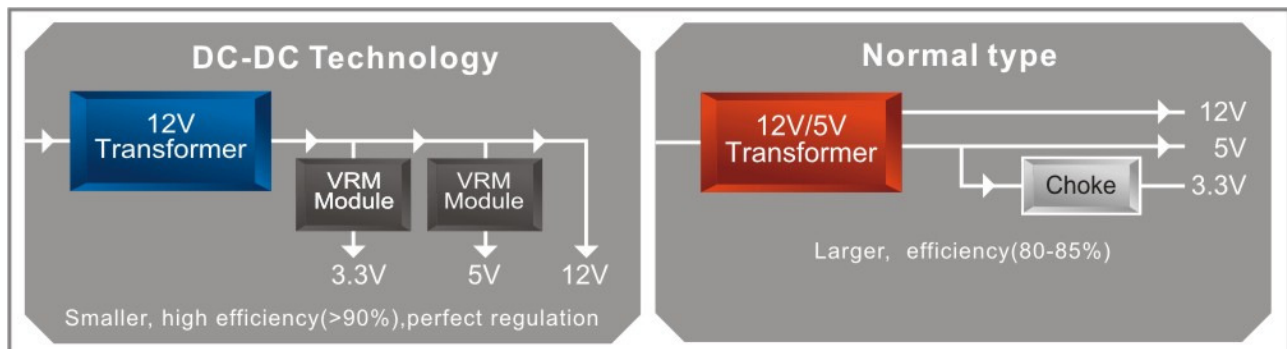 DC-DC Technology
12V
Transformer
VRM
Module
VRM
Module
3.3V
5V
12V
Smaller, high efficiency(>90%),perfect regulation
Normal type
12V/5V
Transformer
12V
5V
Choke
3.3V
Larger, efficiency(80-85%)